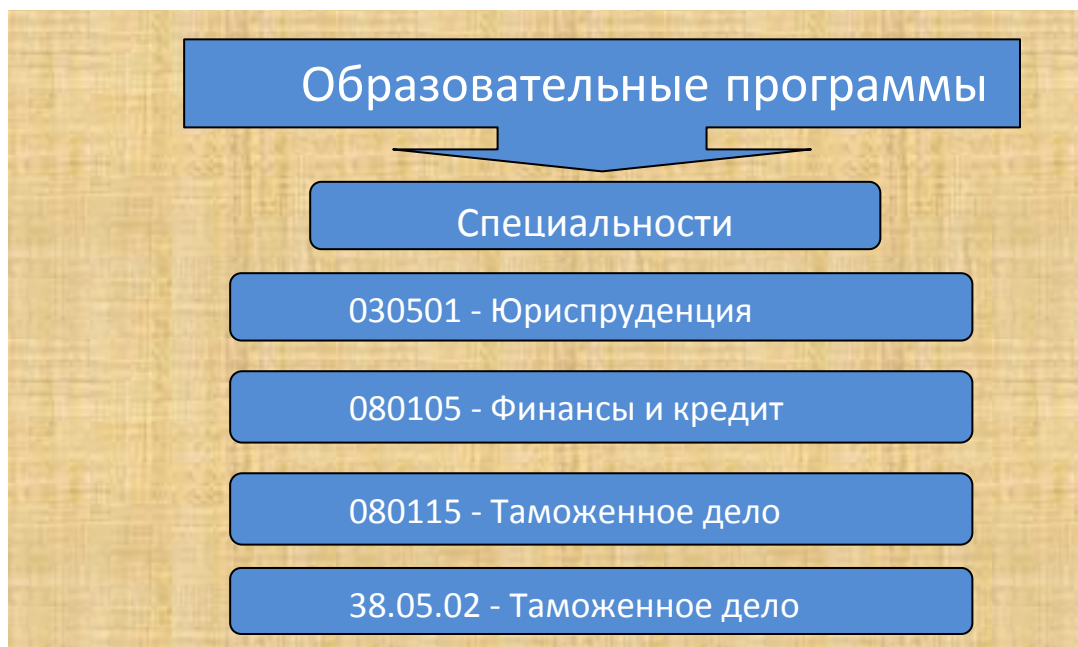 Образовательные программы
Специальности
030501 - Юриспруденция
080105 - Финансы и кредит
080115 - Таможенное дело
38.05.02 - Таможенное дело